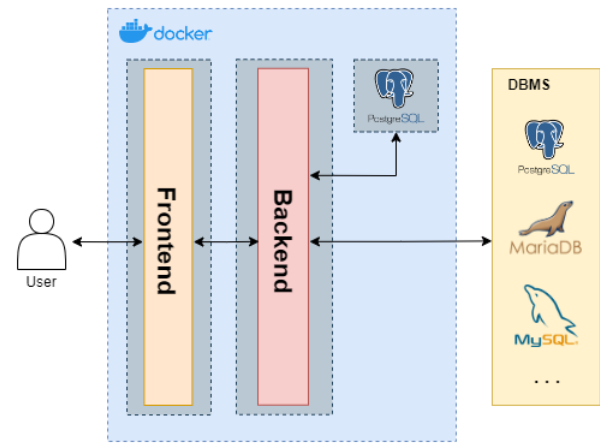 docker
PostgreSQL
DBMS
PostgreSQL
MariaDB
MySQL
...
Frontend
Backend
User